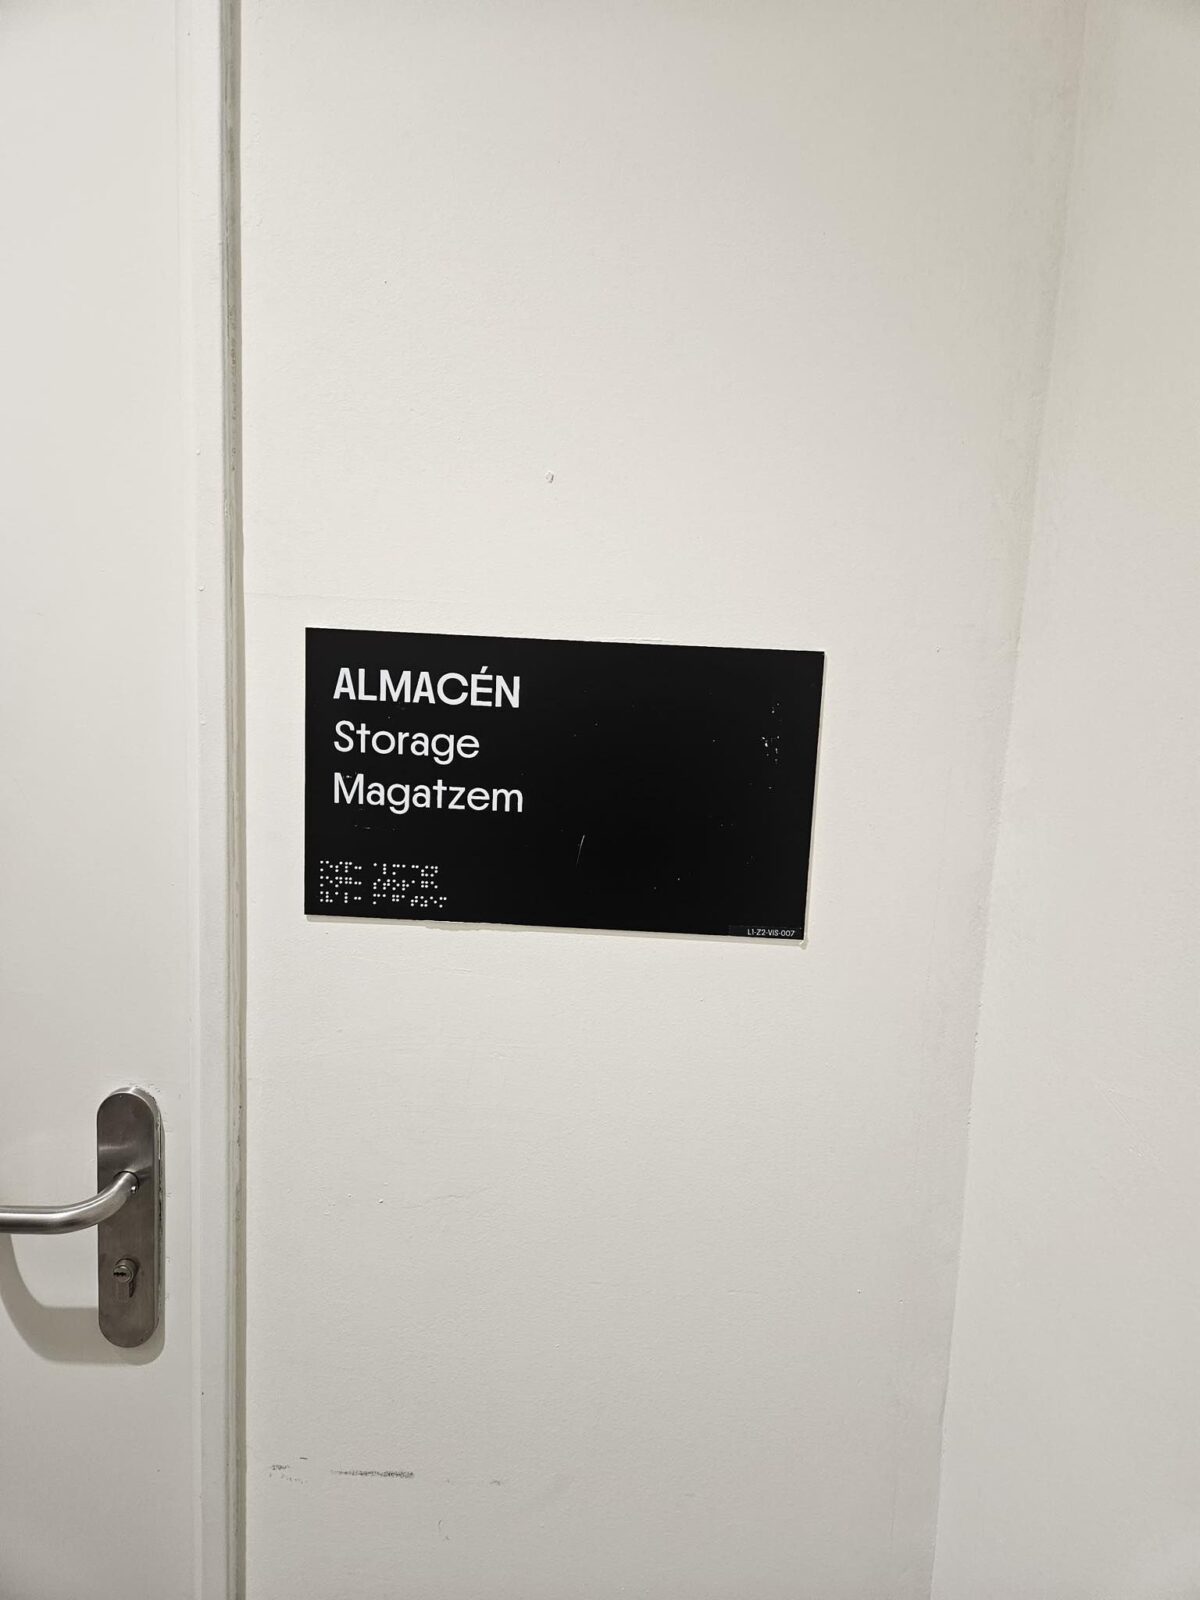 ALMACÉN
Storage
Magatzem
L1-Z2-VIS-007